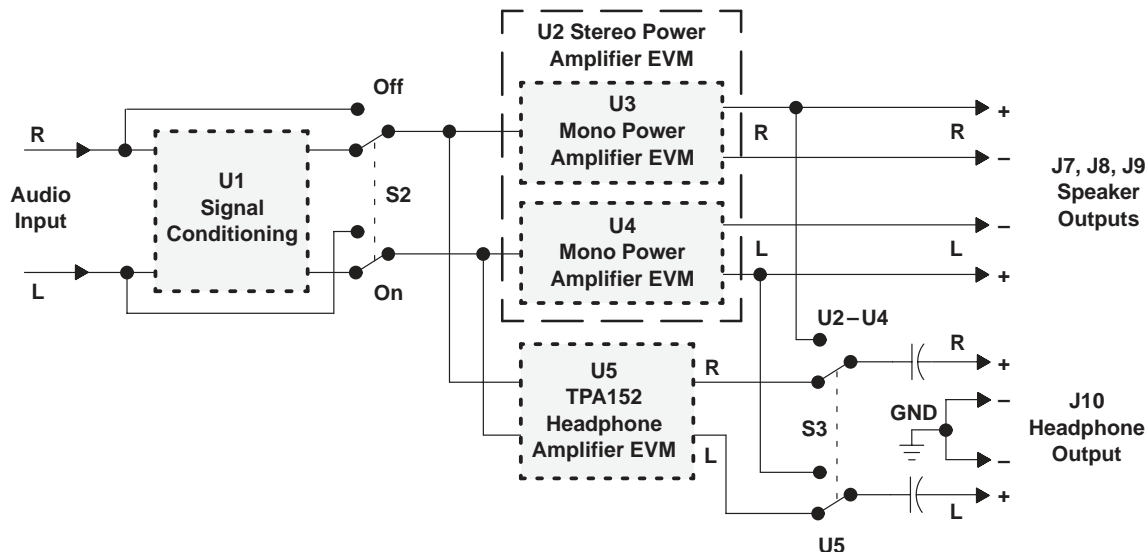 U2 Stereo Power
Amplifier EVM
Off
R
U3
Mono Power
Amplifier EVM
R
R
+
–
Audio
Input
U1
Signal
Conditioning
S2
J7, J8, J9
Speaker
Outputs
U4
Mono Power
Amplifier EVM
–
L
L
+
L
On
U2–U4
U5
TPA152
Headphone
Amplifier EVM
R
L
S3
R
+
GND
–
–
J10
Headphone
Output
L
+
U5